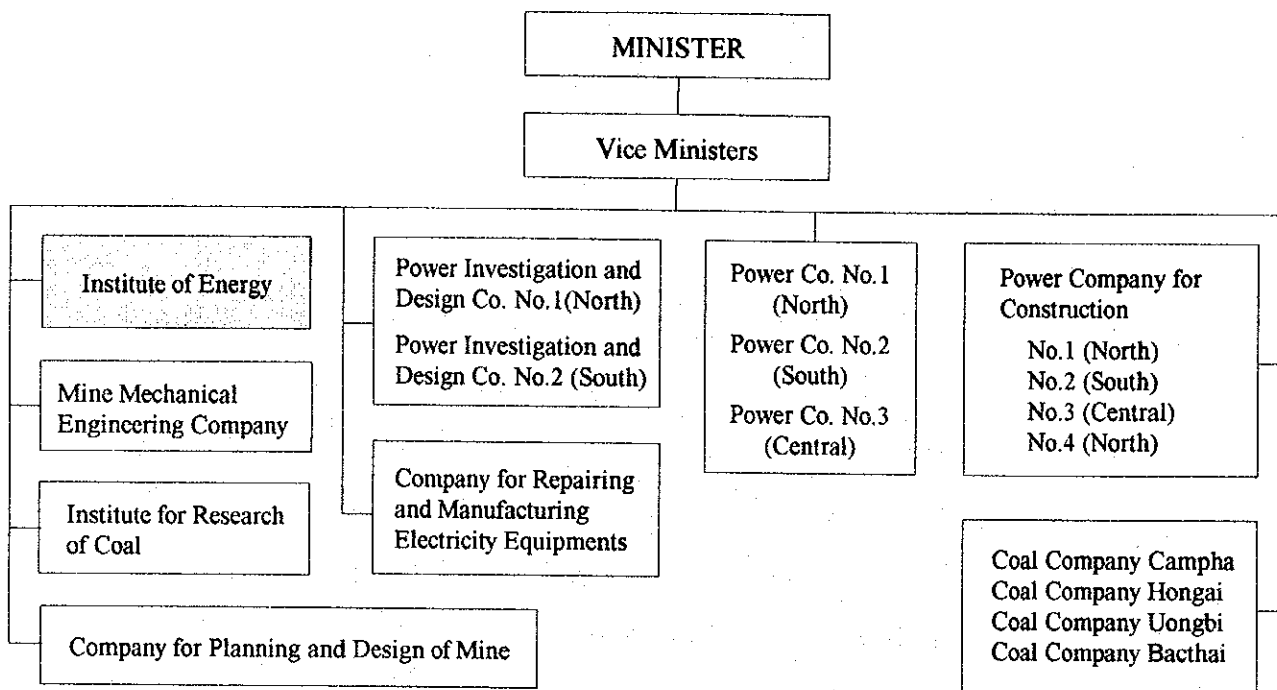 MINISTER
Vice Ministers
Institute of Energy
Mine Mechanical
Engineering Company
Institute for Research
of Coal
Company for Planning and Design of Mine
Power Investigation and
Design Co. No.1(North)
Power Investigation and
Design Co. No.2 (South)
Company for Repairing
and Manufacturing
Electricity Equipments
Power Co. No.1
(North)
Power Co. No.2
(South)
Power Co. No.3
(Central)
Power Company for
Construction
No.1 (North)
No.2 (South)
No.3 (Central)
No.4 (North)
Coal Company Campha
Coal Company Hongai
Coal Company Uongbi
Coal Company Bacthai